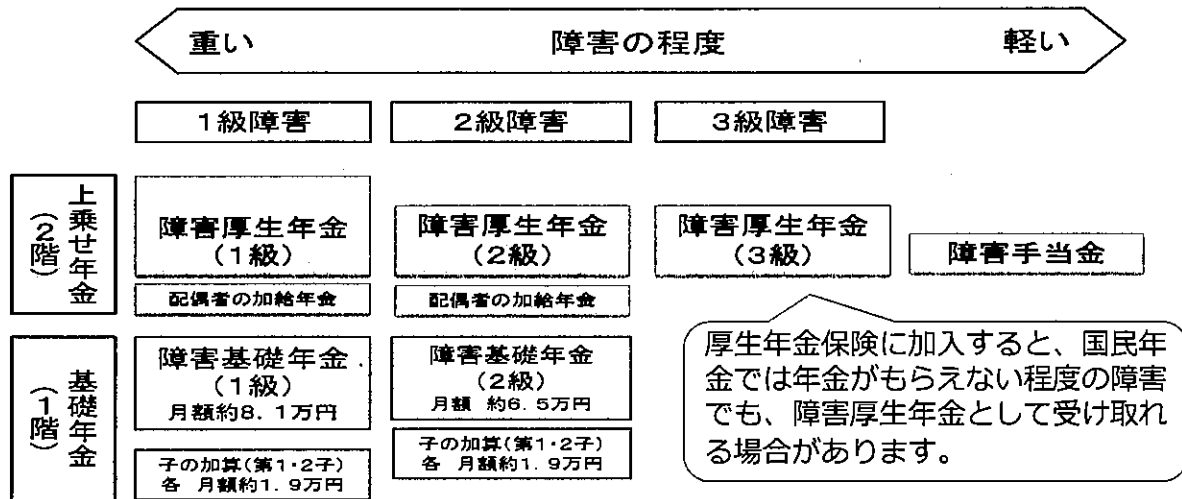 重い 障害の程度 軽い
1級障害 2級障害 3級障害
上乗せ年金
(2階)
障害厚生年金
(1級)
配偶者の加給年金
障害厚生年金
(2級)
配偶者の加給年金
障害厚生年金
(3級)
障害手当金
基礎年金
(1階)
障害基礎年金
(1級)
月額約8.1万円
子の加算(第1・2子)
各 月額約1.9万円
障害基礎年金
(2級)
月額 約6.5万円
子の加算(第1・2子)
各 月額約1.9万円
厚生年金保険に加入すると、国民年
金では年金がもらえない程度の障害
でも、障害厚生年金として受け取れ
る場合があります。